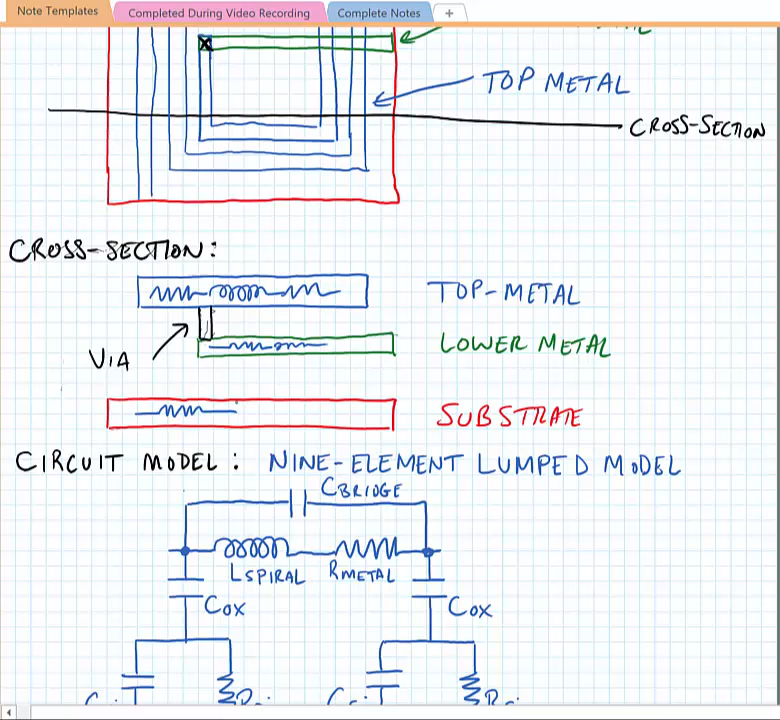 Note Templates
Completed During Video Recording
Complete Notes
+
TOP METAL
CROSS-SECTION
CROSS-SECTION:
TOP-METAL
VIA
LOWER METAL
SUBSTRATE
CIRCUIT MODEL: NINE-ELEMENT LUMPED MODEL
CBRIDGE
LSPIRAL RMETAL
COX COX